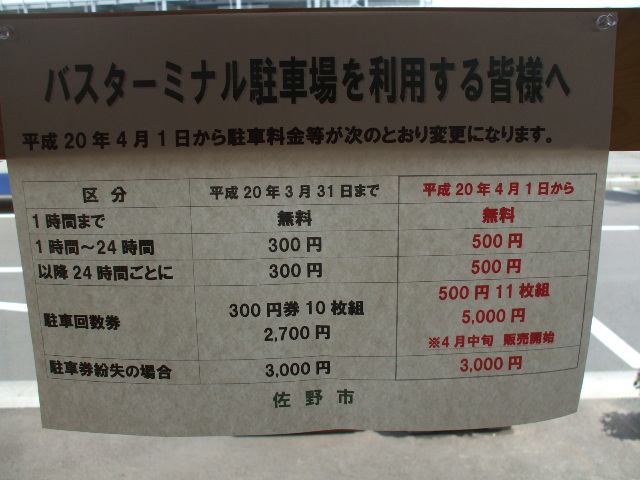 バスターミナル駐車場を利用する皆様へ
平成20年4月1日から駐車料金等が次のとおり変更になります。
区分 平成20年3月31日まで 平成20年4月1日から
1時間まで 無料 無料
1時間～24時間 300円 500円
以降24時間ごとに 300円 500円
駐車回数券 300円券10枚組 500円11枚組
2,700円 5,000円
※4月中旬 販売開始
駐車券紛失の場合 3,000円 3,000円
佐野市